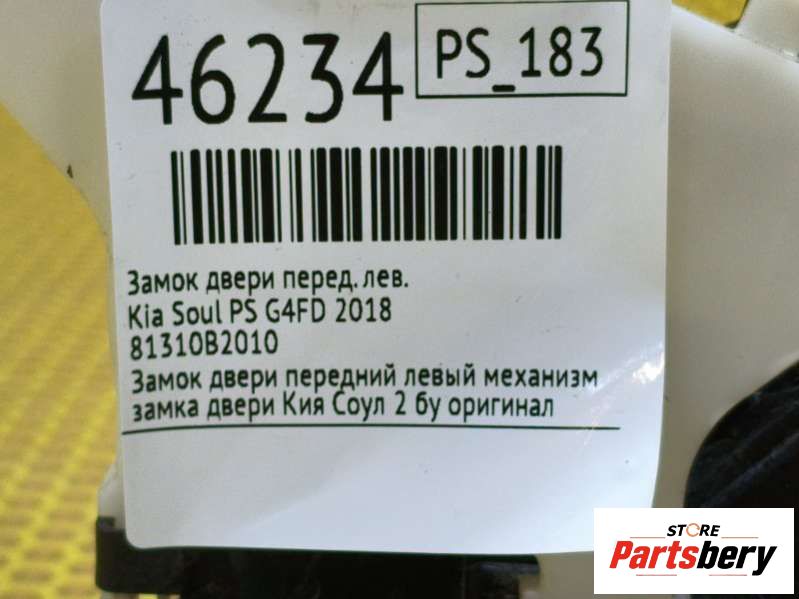 46234
PS_183
Замок двери перед. лев.
Kia Soul PS G4FD 2018
81310B2010
Замок двери передний левый механизм
замка двери Кия Соул 2 бу оригинал
STORE
Partsbery